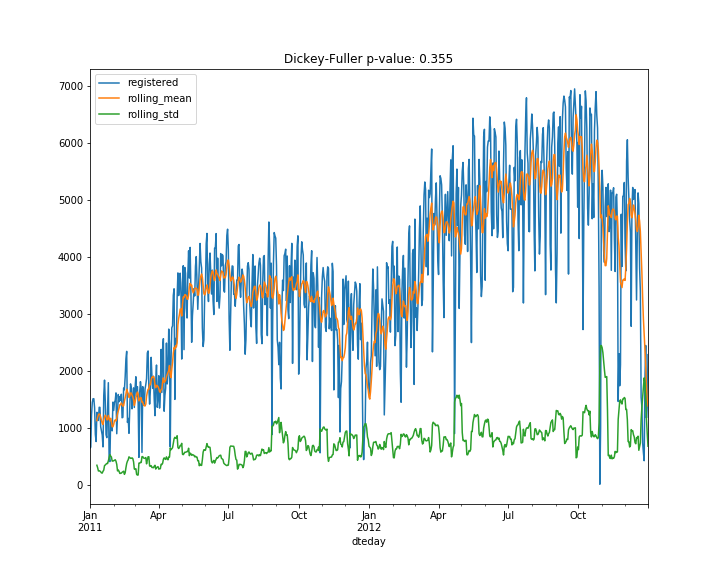 Dickey-Fuller p-value: 0.355
registered
rolling_mean
rolling_std
7000
6000
5000
4000
3000
2000
1000
0
Jan Apr Jul Oct Jan Apr Jul Oct
2011 2012
dteday